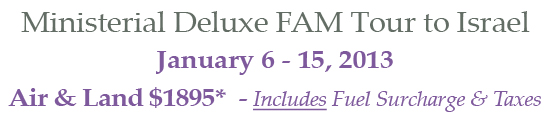 Ministerial Deluxe FAM Tour to Israel
January 6 - 15, 2013
Air & Land $1895* - Includes Fuel Surcharge & Taxes